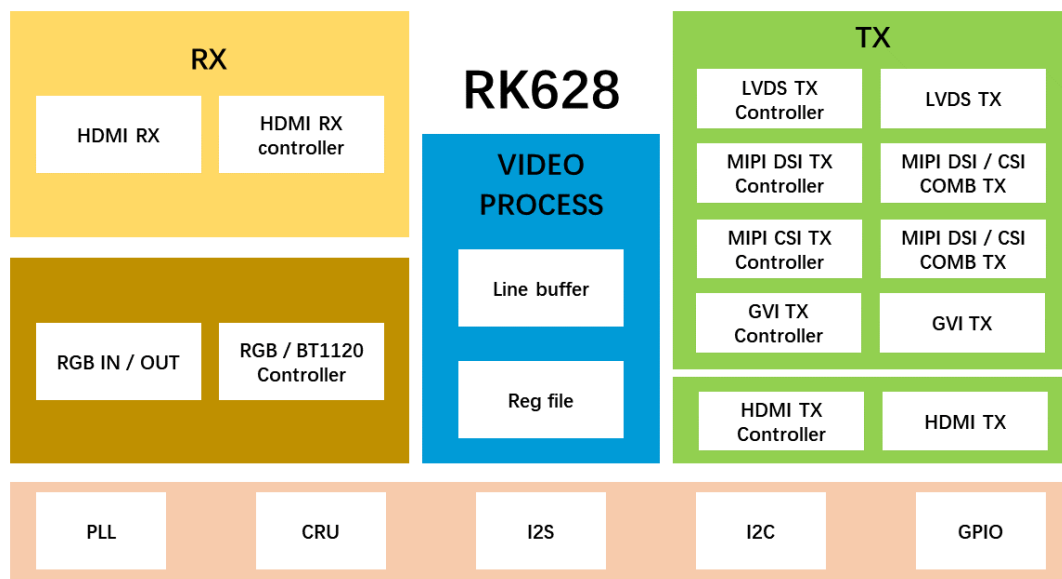 RX
HDMI RX
HDMI RX
controller
RGB IN / OUT
RGB / BT1120
Controller
RK628
VIDEO
PROCESS
Line buffer
Reg file
TX
LVDS TX
Controller
LVDS TX
MIPI DSI TX
Controller
MIPI DSI / CSI
COMB TX
MIPI CSI TX
Controller
MIPI DSI / CSI
COMB TX
GVI TX
Controller
GVI TX
HDMI TX
Controller
HDMI TX
PLL
CRU
I2S
I2C
GPIO